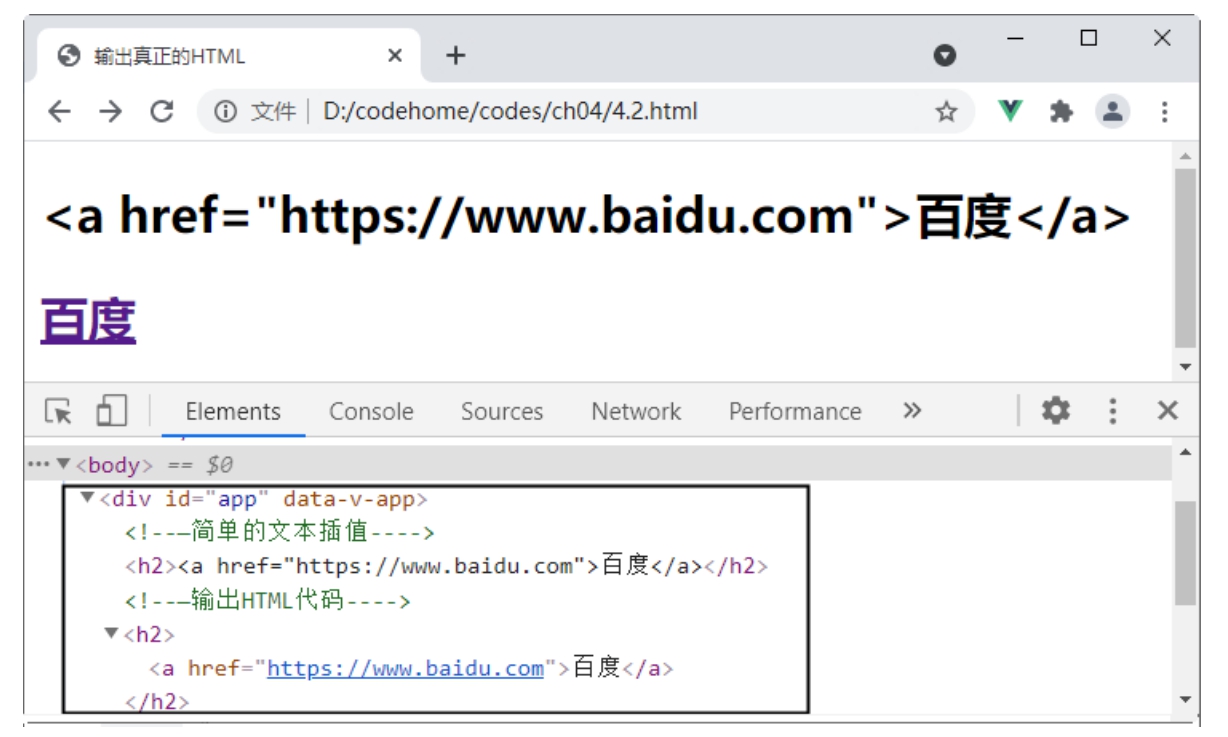 输出真正的HTML
文件 D:/codehome/codes/ch04/4.2.html
<a href="https://www.baidu.com">百度</a>
百度
Elements Console Sources Network Performance »
··· ▼<body> == $0
▼<div id="app" data-v-app>
<!--—简单的文本插值---->
<h2><a href="https://www.baidu.com">百度</a></h2>
<!--—输出HTML代码---->
▼<h2>
<a href="https://www.baidu.com">百度</a>
</h2>